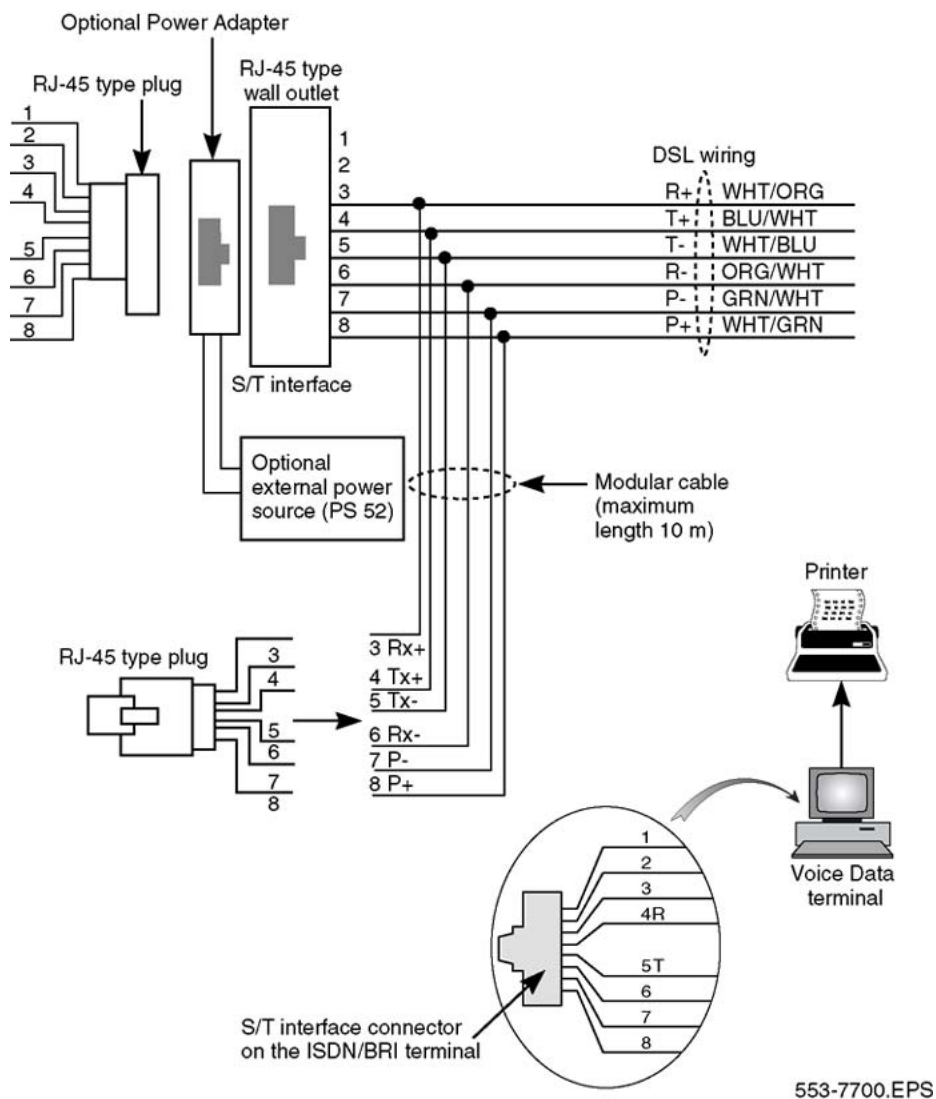 Optional Power Adapter
RJ-45 type plug
RJ-45 type
wall outlet
1
2
3
4
5
6
7
8
1
2
3
4
5
6
7
8
DSL wiring
R+ WHT/ORG
T+ BLU/WHT
T- WHT/BLU
R- ORG/WHT
P- GRN/WHT
P+ WHT/GRN
S/T interface
Optional
external power
source (PS 52)
Modular cable
(maximum
length 10 m)
RJ-45 type plug
3
4
5
6
7
8
3 Rx+
4 Tx+
5 Tx-
6 Rx-
7 P-
8 P+
Printer
Voice Data
terminal
1
2
3
4R
5T
6
7
8
S/T interface connector
on the ISDN/BRI terminal
553-7700.EPS